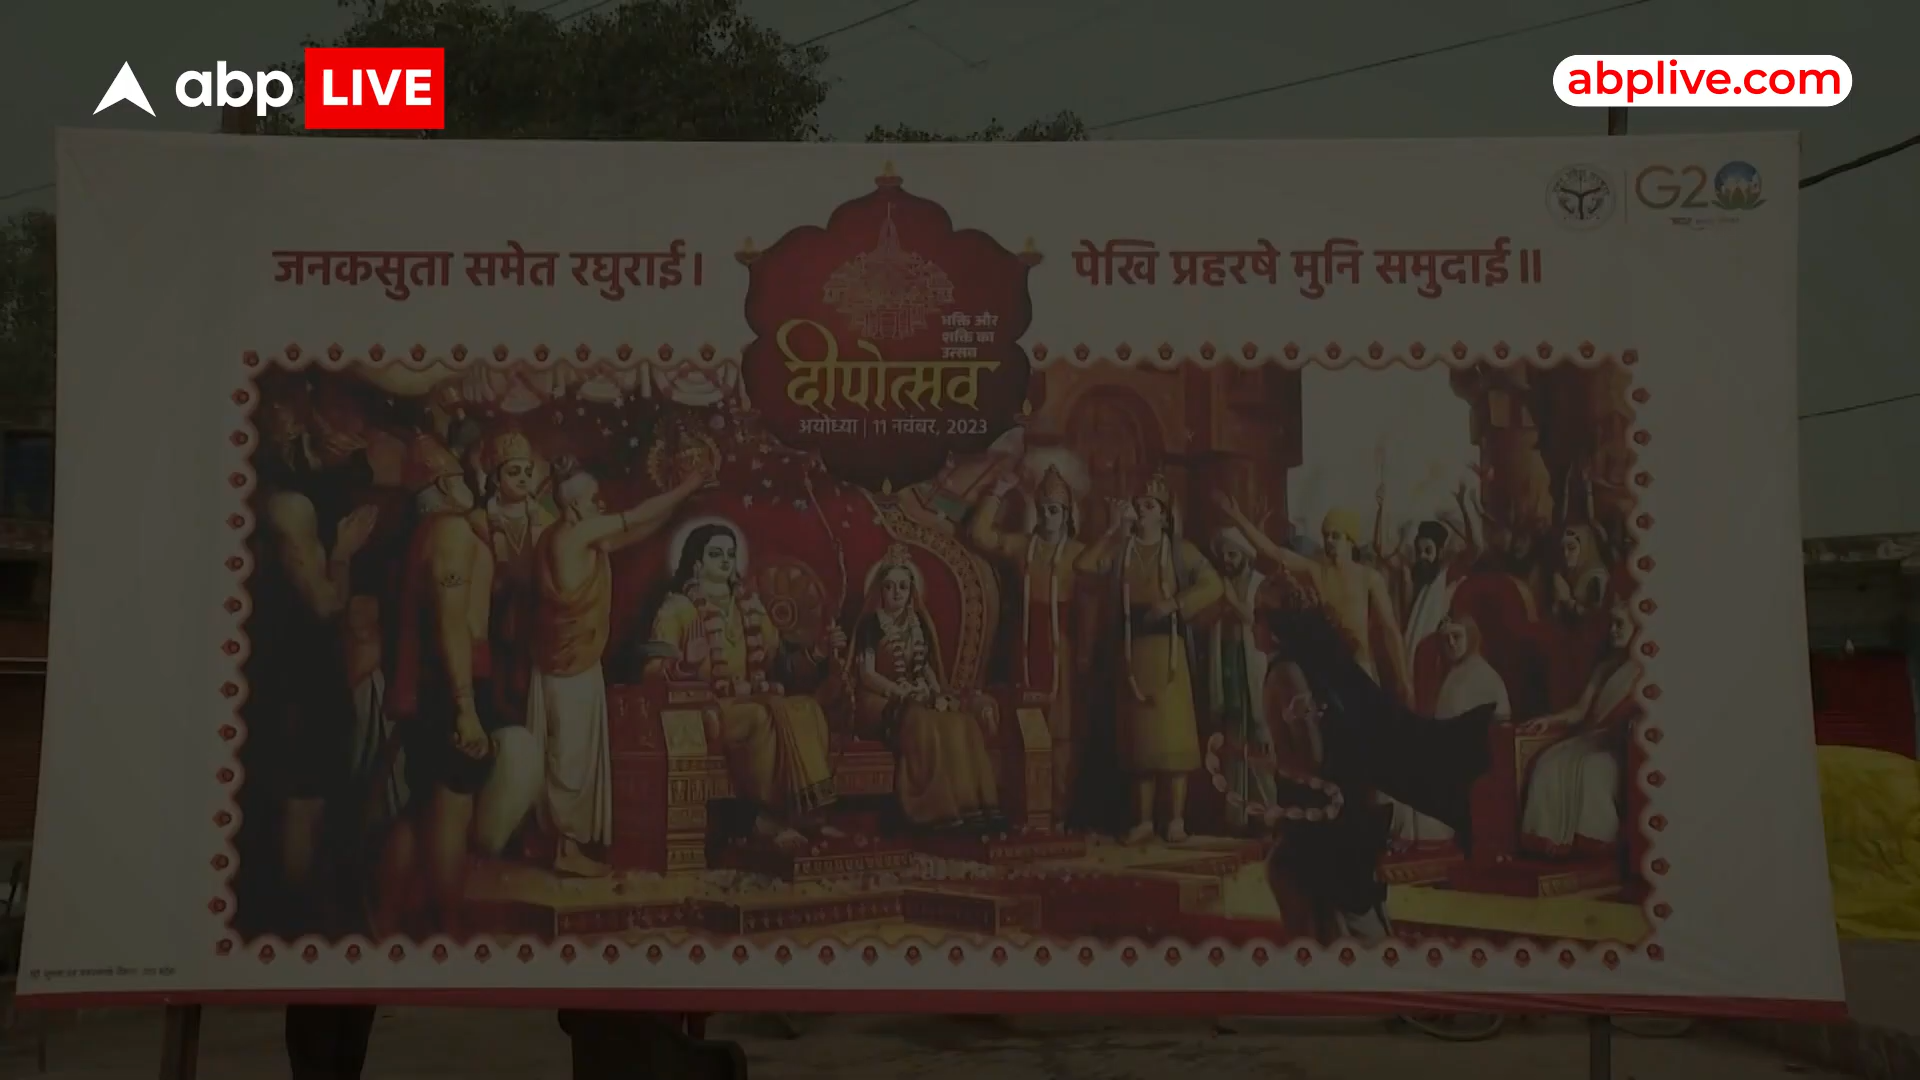 abp LIVE
abplive.com
G20
जनकसुता समेत रघुराई।
पेखि प्रहरषे मुनि समुदाई॥
भक्ति और
शक्ति का
उत्सव
दीपोत्सव
अयोध्या | 11 नवंबर, 2023